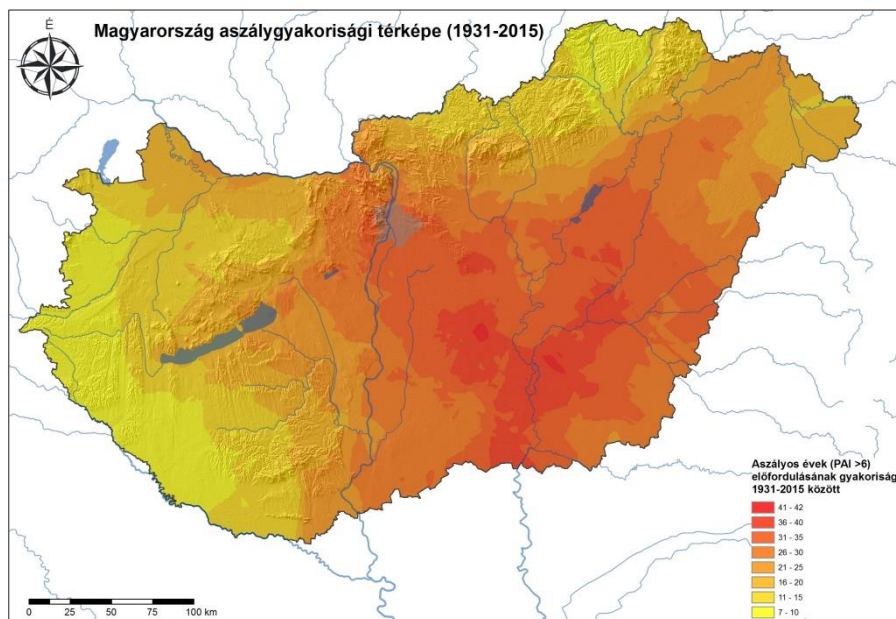 Magyarország aszálygyakorisági térképe (1931-2015)
É
Aszályos évek (PAI >6)
előfordulásának gyakoriság
1931-2015 között
41 - 42
36 - 40
31 - 35
26 - 30
21 - 25
16 - 20
11 - 15
7 - 10
0 25 50 75 100 km